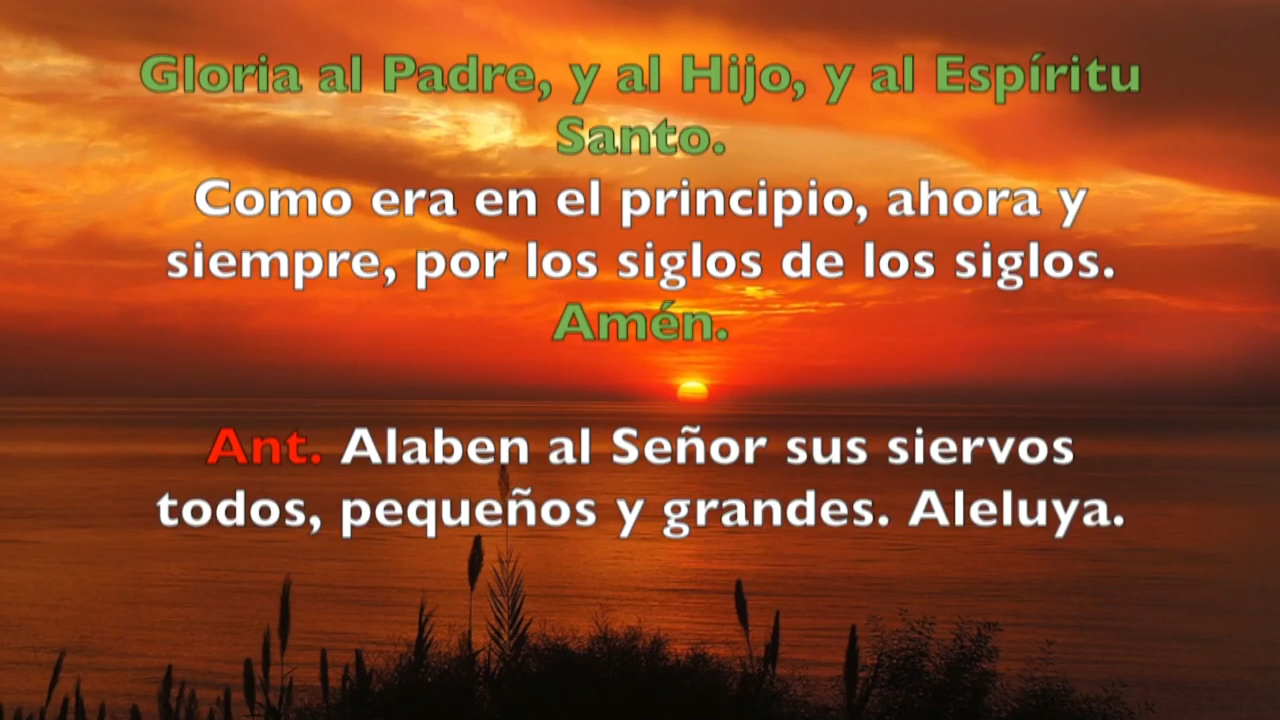 Gloria al Padre, y al Hijo, y al Espíritu
Santo.
Como era en el principio, ahora y
siempre, por los siglos de los siglos.
Amén.
Ant. Alaben al Señor sus siervos
todos, pequeños y grandes. Aleluya.